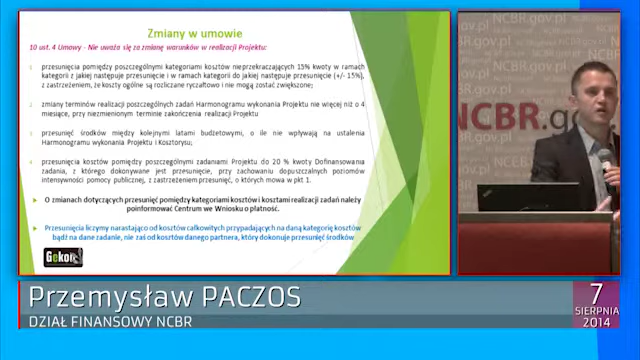 Zmiany w umowie
10 ust. 4 Umowy - Nie uważa się za zmianę warunków w realizacji Projektu:
przesunięcia pomiędzy poszczególnymi kategoriami kosztów nieprzekraczających 15% kwoty w ramach
kategorii z jakiej następuje przesunięcie i w ramach kategorii do jakiej następuje przesunięcie (+/- 15%),
z zastrzeżeniem, że koszty ogólne są rozliczane ryczałtowo i nie mogą zostać zwiększone;
zmiany terminów realizacji poszczególnych zadań Harmonogramu wykonania Projektu nie więcej niż o 4
miesiące, przy niezmienionym terminie zakończenia realizacji Projektu
przesunięć środków między kolejnymi latami budżetowymi, o ile nie wpływają na ustalenia
Harmonogramu wykonania Projektu i Kosztorysu;
przesunięcia kosztów pomiędzy poszczególnymi zadaniami Projektu do 20 % kwoty Dofinansowania
zadania, z którego dokonywane jest przesunięcie, przy zachowaniu dopuszczalnych poziomów
intensywności pomocy publicznej, z zastrzeżeniem przesunięć, o których mowa w pkt 1.
O zmianach dotyczących przesunięć pomiędzy kategoriami kosztów i kosztami realizacji zadań należy
poinformować Centrum we Wniosku o płatność.
Przesunięcia liczymy narastająco od kosztów całkowitych przypadających na daną kategorię kosztów
bądź na dane zadanie, nie zaś od kosztów danego partnera, który dokonuje przesunięć środków
Gekon
NCBR.gov.pl
Przemysław PACZOS
DZIAŁ FINANSOWY NCBR
7
SIERPNIA
2014